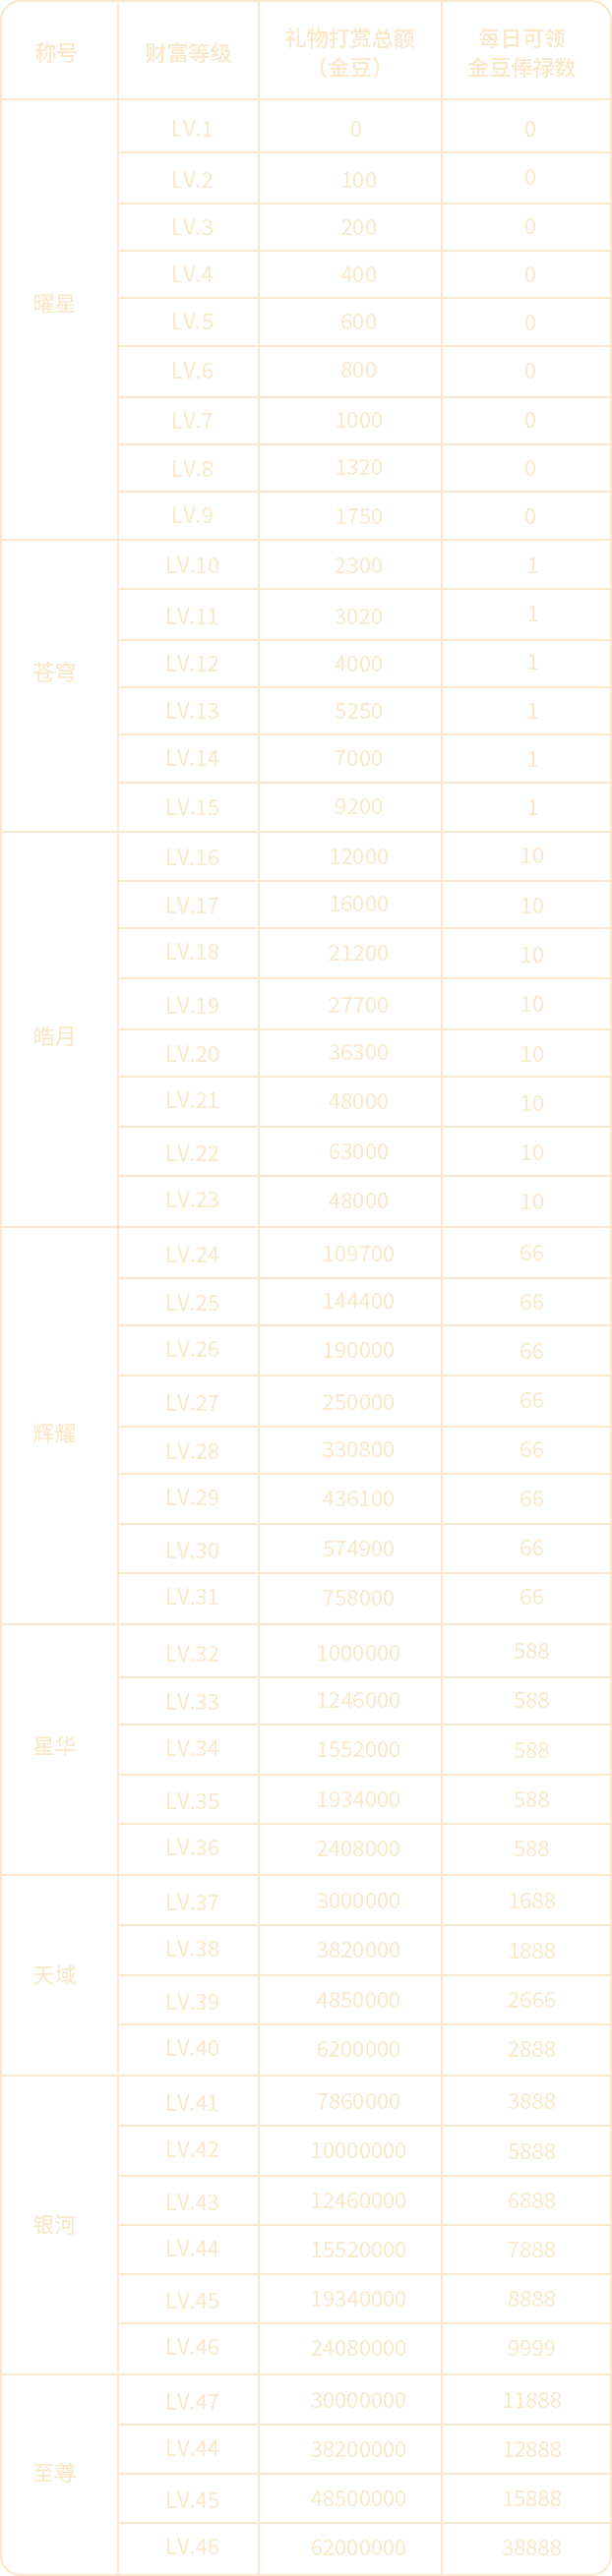 称号 财富等级 礼物打赏总额 每日可领
（金豆） 金豆俸禄数
LV.1 0 0
LV.2 100 0
LV.3 200 0
LV.4 400 0
曜星
LV.5 600 0
LV.6 800 0
LV.7 1000 0
LV.8 1320 0
LV.9 1750 0
LV.10 2300 1
LV.11 3020 1
LV.12 4000 1
苍穹
LV.13 5250 1
LV.14 7000 1
LV.15 9200 1
LV.16 12000 10
LV.17 16000 10
LV.18 21200 10
LV.19 27700 10
皓月
LV.20 36300 10
LV.21 48000 10
LV.22 63000 10
LV.23 48000 10
LV.24 109700 66
LV.25 144400 66
LV.26 190000 66
LV.27 250000 66
辉耀
LV.28 330800 66
LV.29 436100 66
LV.30 574900 66
LV.31 758000 66
LV.32 1000000 588
LV.33 1246000 588
星华
LV.34 1552000 588
LV.35 1934000 588
LV.36 2408000 588
LV.37 3000000 1688
LV.38 3820000 1888
天域
LV.39 4850000 2666
LV.40 6200000 2888
LV.41 7860000 3888
LV.42 10000000 5888
LV.43 12460000 6888
银河
LV.44 15520000 7888
LV.45 19340000 8888
LV.46 24080000 9999
LV.47 30000000 11888
LV.44 38200000 12888
至尊
LV.45 48500000 15888
LV.46 62000000 38888